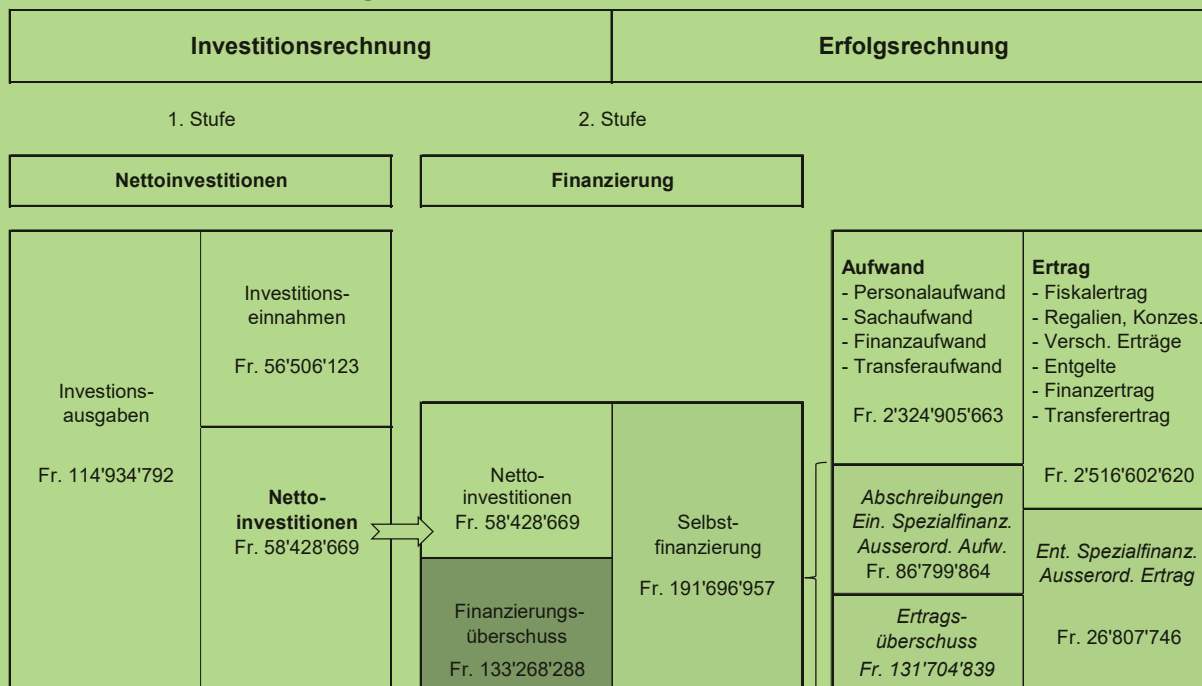 Investitionsrechnung
Erfolgsrechnung
1. Stufe
2. Stufe
Nettoinvestitionen
Finanzierung
Investions-
ausgaben
Fr. 114'934'792
Investitions-
einnahmen
Fr. 56'506'123
Netto-
investitionen
Fr. 58'428'669
Netto-
investitionen
Fr. 58'428'669
Finanzierungs-
überschuss
Fr. 133'268'288
Selbst-
finanzierung
Fr. 191'696'957
Aufwand
- Personalaufwand
- Sachaufwand
- Finanzaufwand
- Transferaufwand
Fr. 2'324'905'663
Abschreibungen
Ein. Spezialfinanz.
Ausserord. Aufw.
Fr. 86'799'864
Ertrags-
überschuss
Fr. 131'704'839
Ertrag
- Fiskalertrag
- Regalien, Konzes.
- Versch. Erträge
- Entgelte
- Finanzertrag
- Transferertrag
Fr. 2'516'602'620
Ent. Spezialfinanz.
Ausserord. Ertrag
Fr. 26'807'746